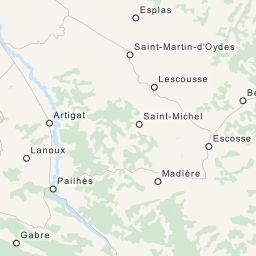 Esplas
Saint-Martin-d'Oydes
Lescousse
Artigat
Saint-Michel
Escosse
Lanoux
Pailhès
Madière
Gabre